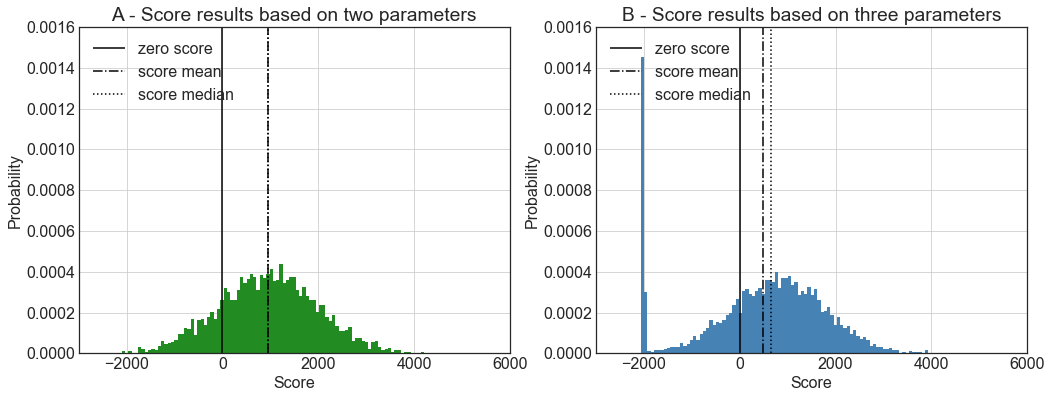 A - Score results based on two parameters
0.0016
0.0014
0.0012
0.0010
0.0008
0.0006
0.0004
0.0002
0.0000
Probability
zero score
score mean
score median
−2000 0 2000 4000 6000
Score
B - Score results based on three parameters
0.0016
0.0014
0.0012
0.0010
0.0008
0.0006
0.0004
0.0002
0.0000
Probability
zero score
score mean
score median
−2000 0 2000 4000 6000
Score